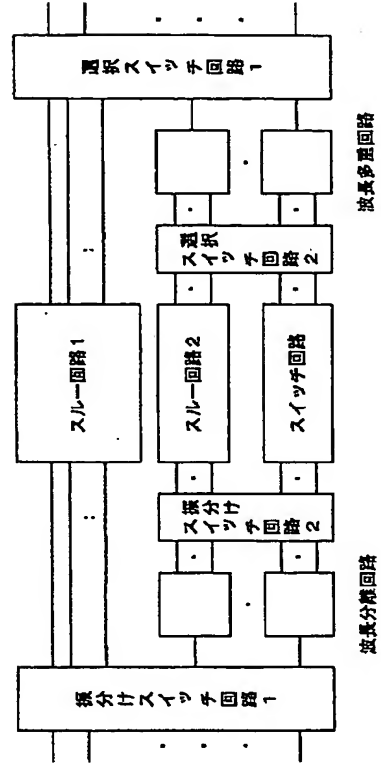 振分けスイッチ回路1
波長分離回路
振分け
スイッチ回路2
スルー回路1
スルー回路2
スイッチ回路
選択
スイッチ回路2
波長多重回路
選択スイッチ回路1